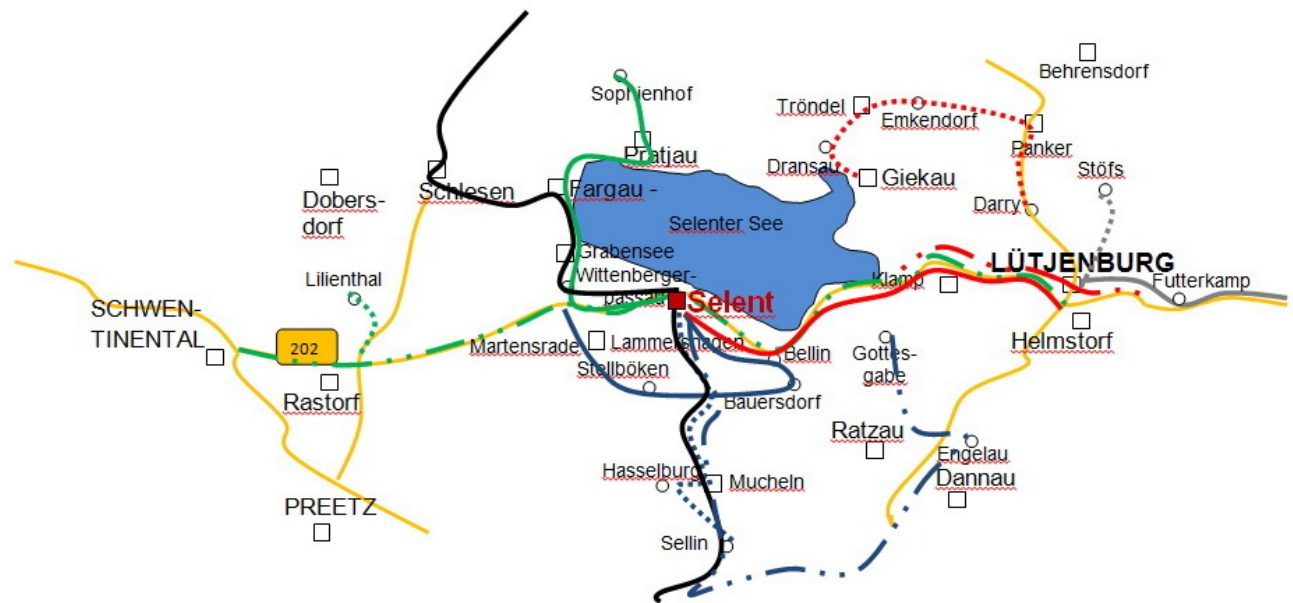 Behrensdorf
Sophienhof
Tröndel
Emkendorf
Panker
Pratjau
Dransau
Stöfs
Giekau
Schlesen
Fargau -
Dobers-
dorf
Darry
Selenter See
Grabensee
LÜTJENBURG
Lilienthal
Wittenberger-
passau
Klamp
Futterkamp
SCHWEN-
TINENTAL
Selent
202
Martensrade
Lammershagen
Helmstorf
Bellin
Gottes-
gabe
Stellböken
Rastorf
Bauersdorf
Ratzau
Engelau
Hasselburg
Mucheln
Dannau
PREETZ
Sellin